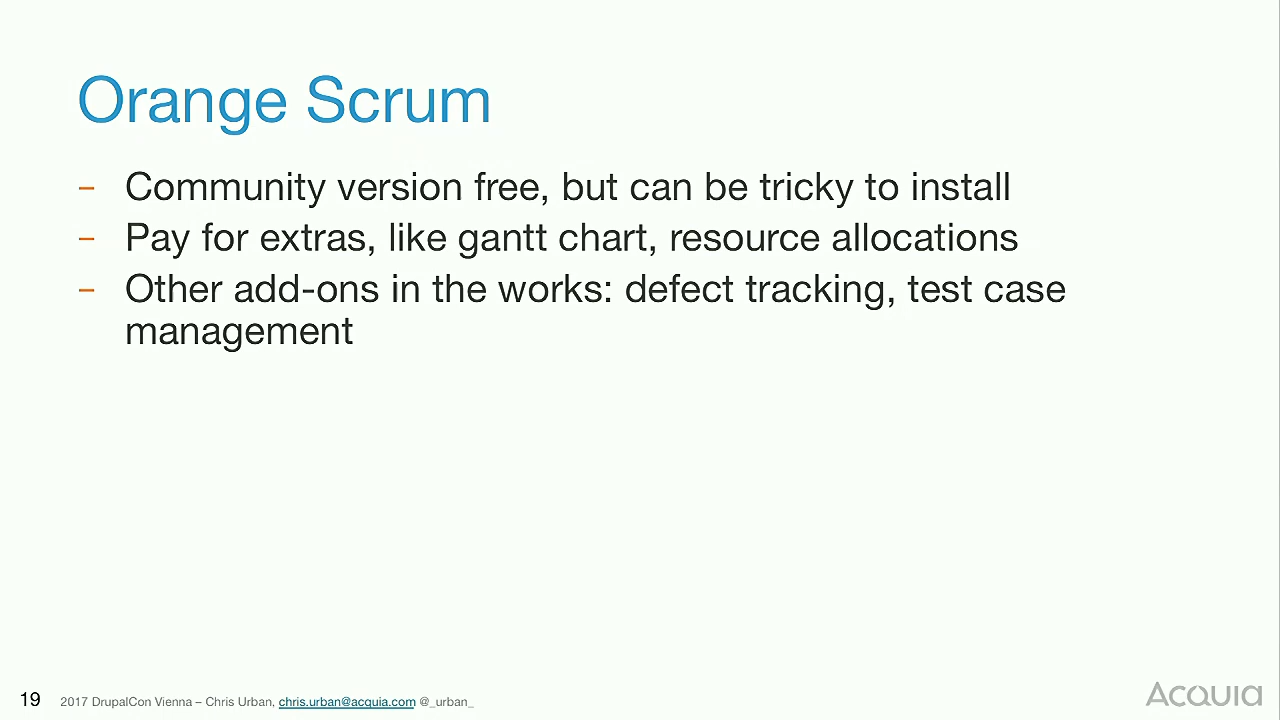 Orange Scrum
– Community version free, but can be tricky to install
– Pay for extras, like gantt chart, resource allocations
– Other add-ons in the works: defect tracking, test case
management
19 2017 DrupalCon Vienna – Chris Urban, chris.urban@acquia.com @_urban_
Acquia